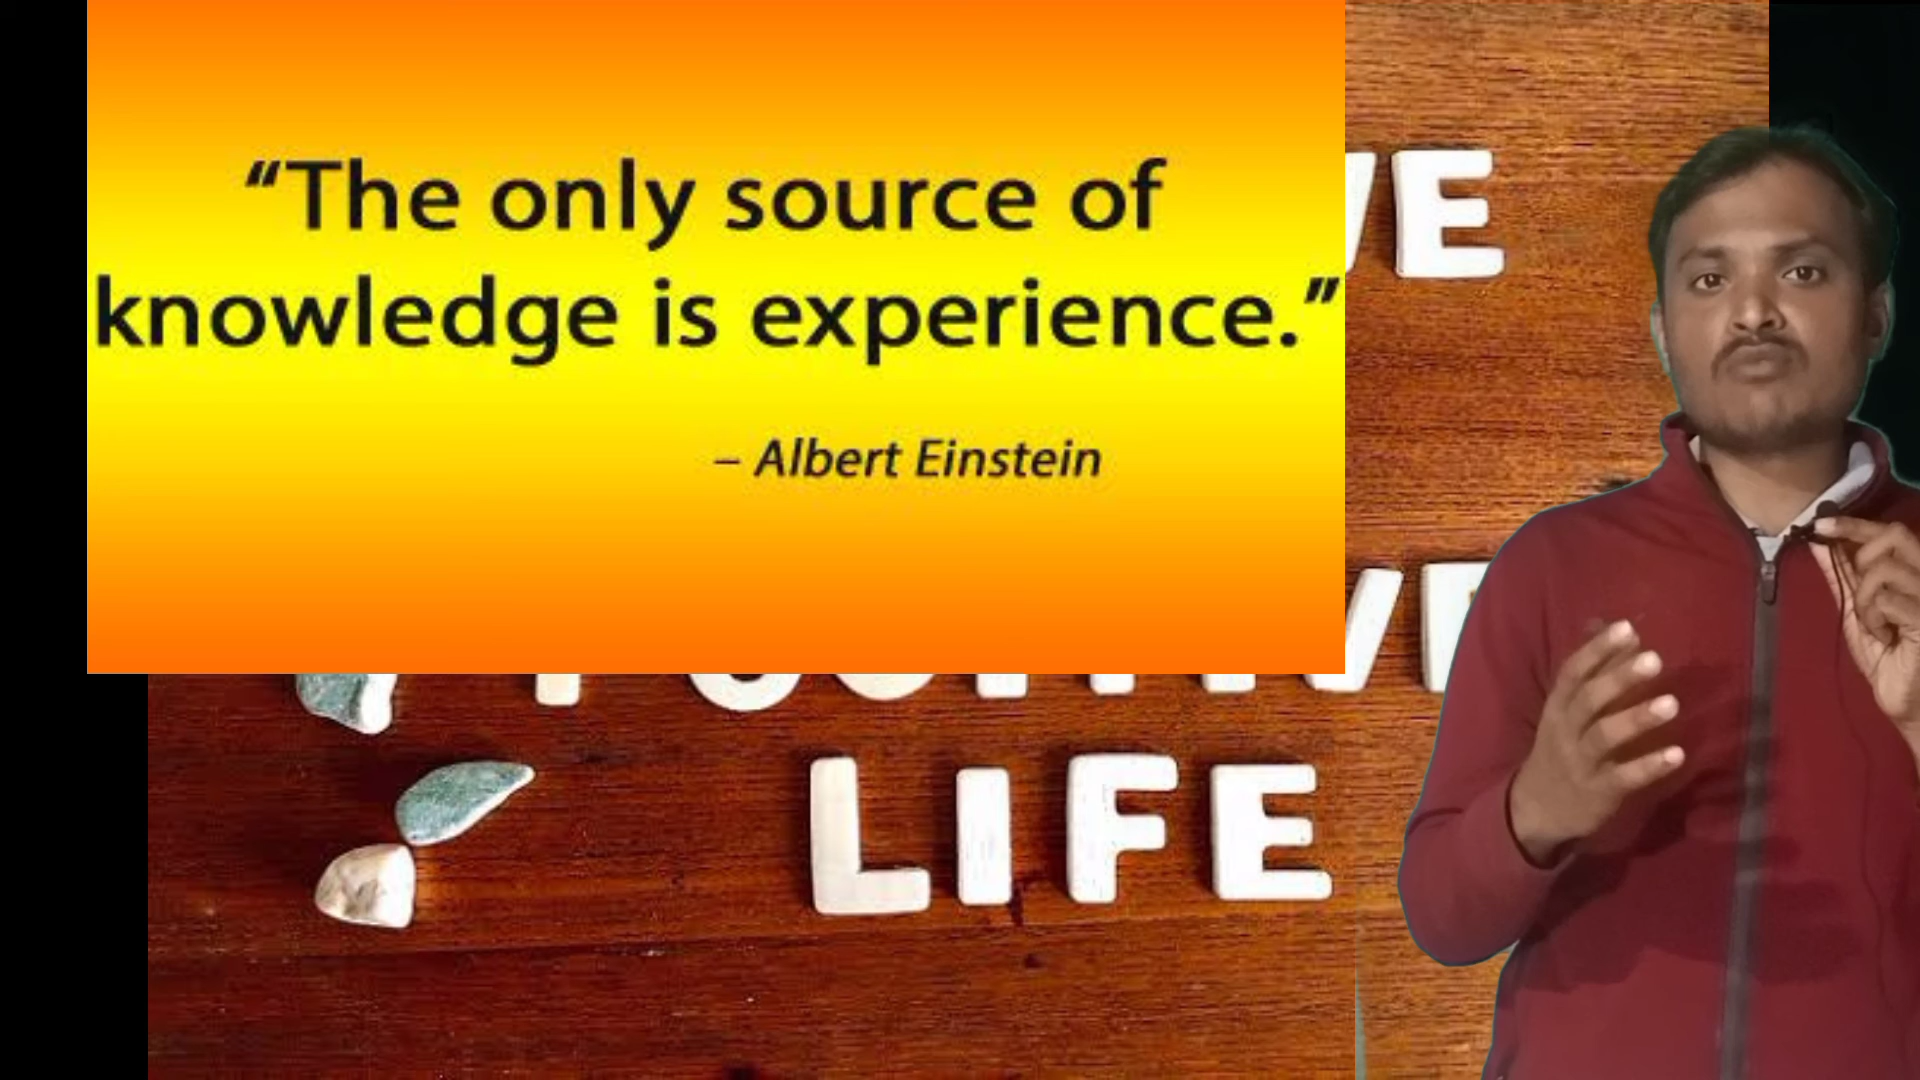 “The only source of
knowledge is experience.”
– Albert Einstein
LIFE